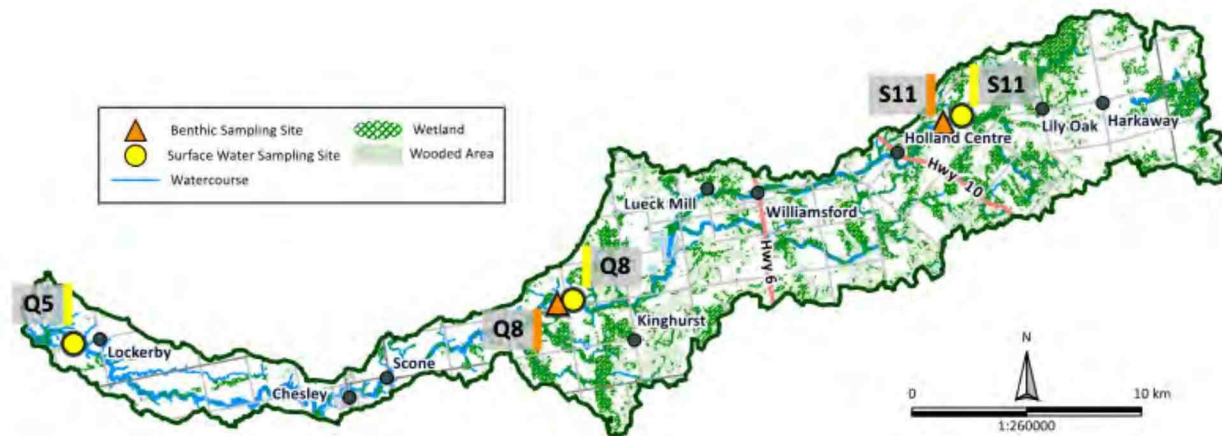 S11
S11
Benthic Sampling Site
Wetland
Surface Water Sampling Site
Wooded Area
Watercourse
Lily Oak
Harkaway
Holland Centre
Hwy 10
Lueck Mill
Williamsford
Hwy 6
Q8
Q5
Q8
Kinghurst
Lockerby
Scone
Chesley
N
0
10 km
1:260000